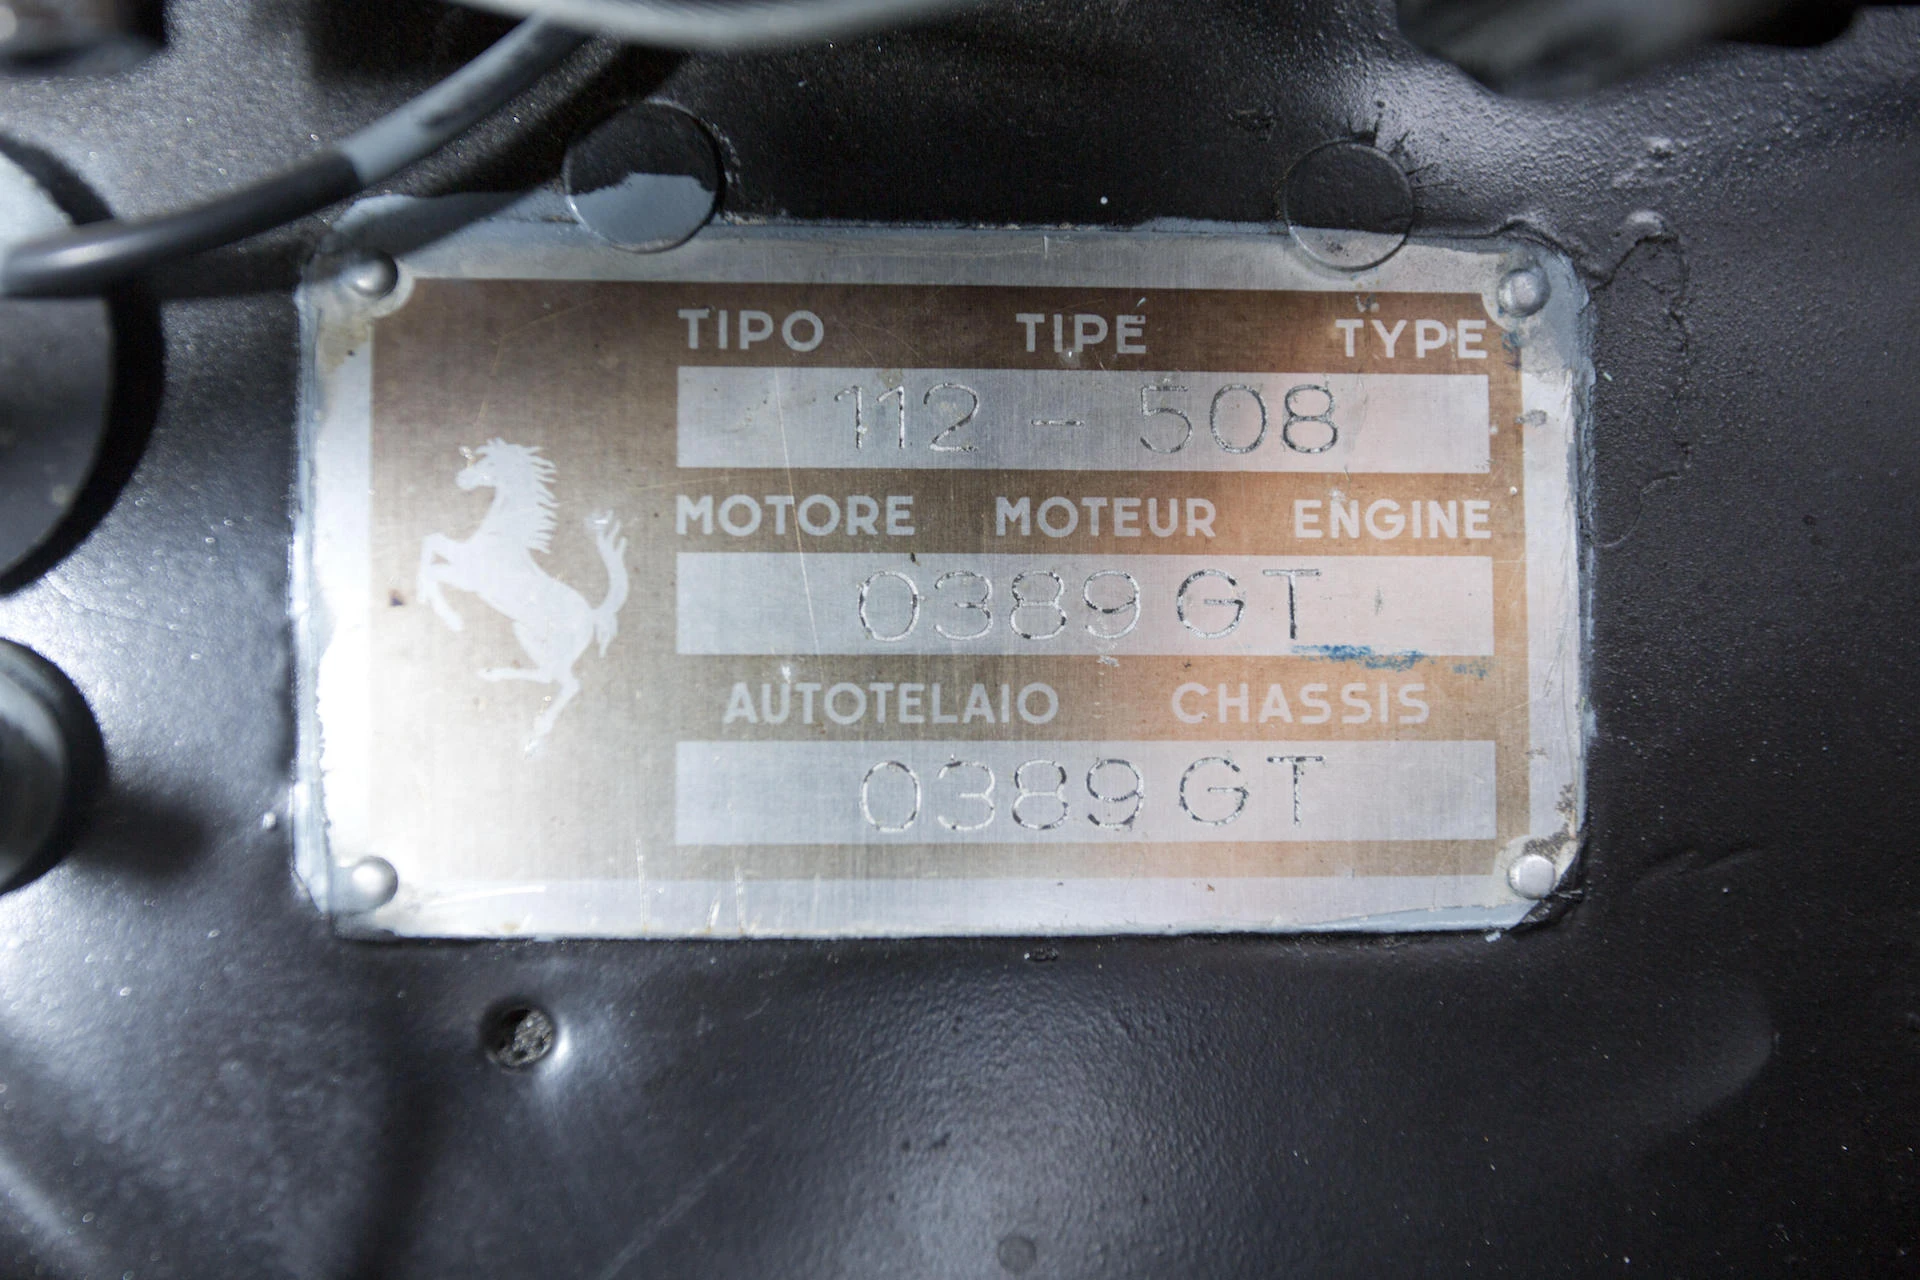 TIPO TIPE TYPE
112 - 508
MOTORE MOTEUR ENGINE
0389 GT
AUTOTELAIO CHASSIS
0389 GT